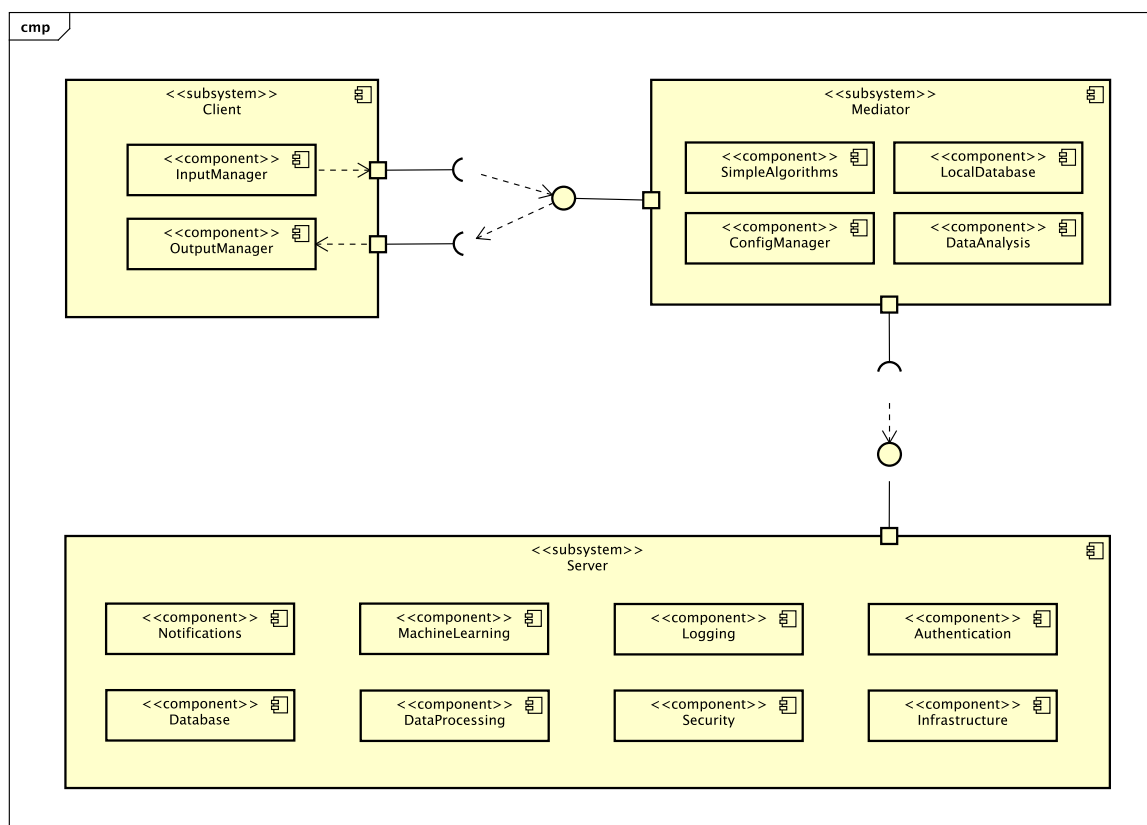 cmp
<<subsystem>>
Client
<<component>>
InputManager
<<component>>
OutputManager
<<subsystem>>
Mediator
<<component>>
SimpleAlgorithms
<<component>>
LocalDatabase
<<component>>
ConfigManager
<<component>>
DataAnalysis
<<subsystem>>
Server
<<component>>
Notifications
<<component>>
MachineLearning
<<component>>
Logging
<<component>>
Authentication
<<component>>
Database
<<component>>
DataProcessing
<<component>>
Security
<<component>>
Infrastructure